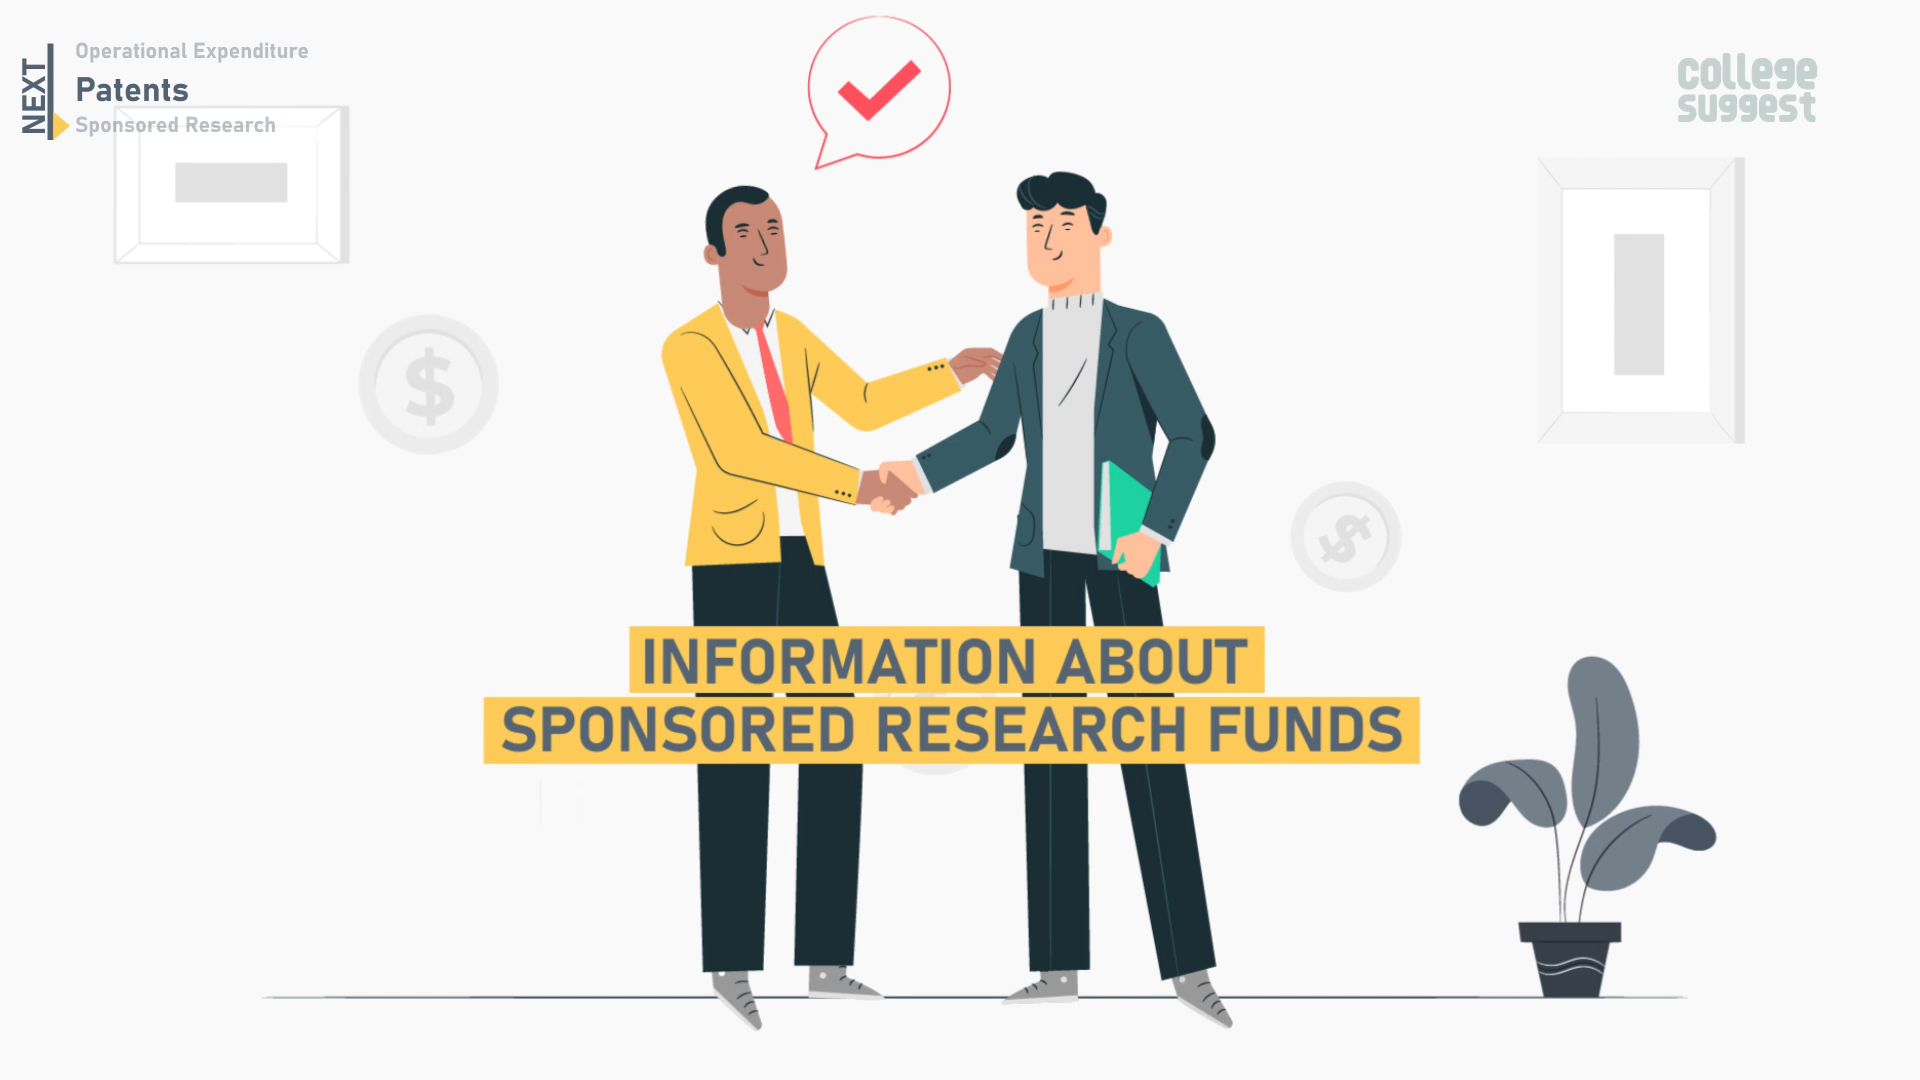 NEXT
Operational Expenditure
Patents
Sponsored Research
college
suggest
$
$
INFORMATION ABOUT
SPONSORED RESEARCH FUNDS